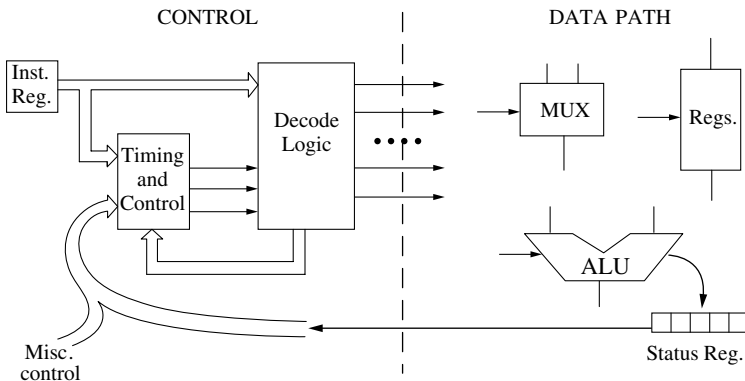 CONTROL
DATA PATH
Inst.
Reg.
Timing
and
Control
Decode
Logic
MUX
Regs.
ALU
Misc.
control
Status Reg.